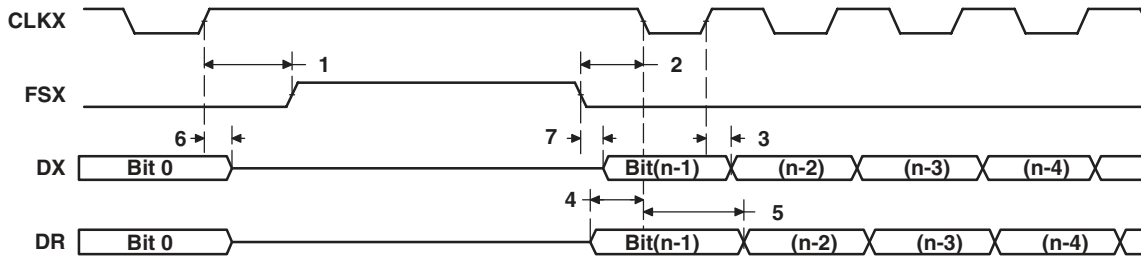 CLKX
1 2
FSX
6 7 3
DX Bit 0 Bit(n-1) (n-2) (n-3) (n-4)
4 5
DR Bit 0 Bit(n-1) (n-2) (n-3) (n-4)